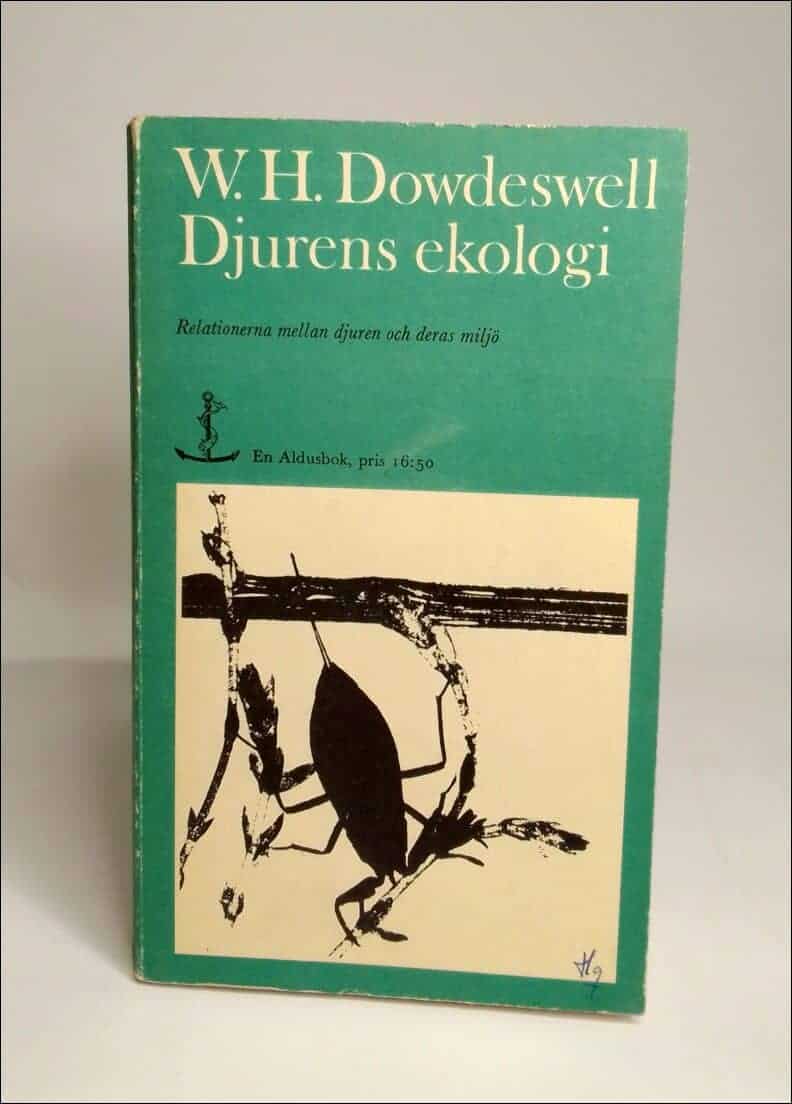 W. H. Dowdeswell
Djurens ekologi
Relationerna mellan djuren och deras miljö
En Aldusbok, pris 16:50